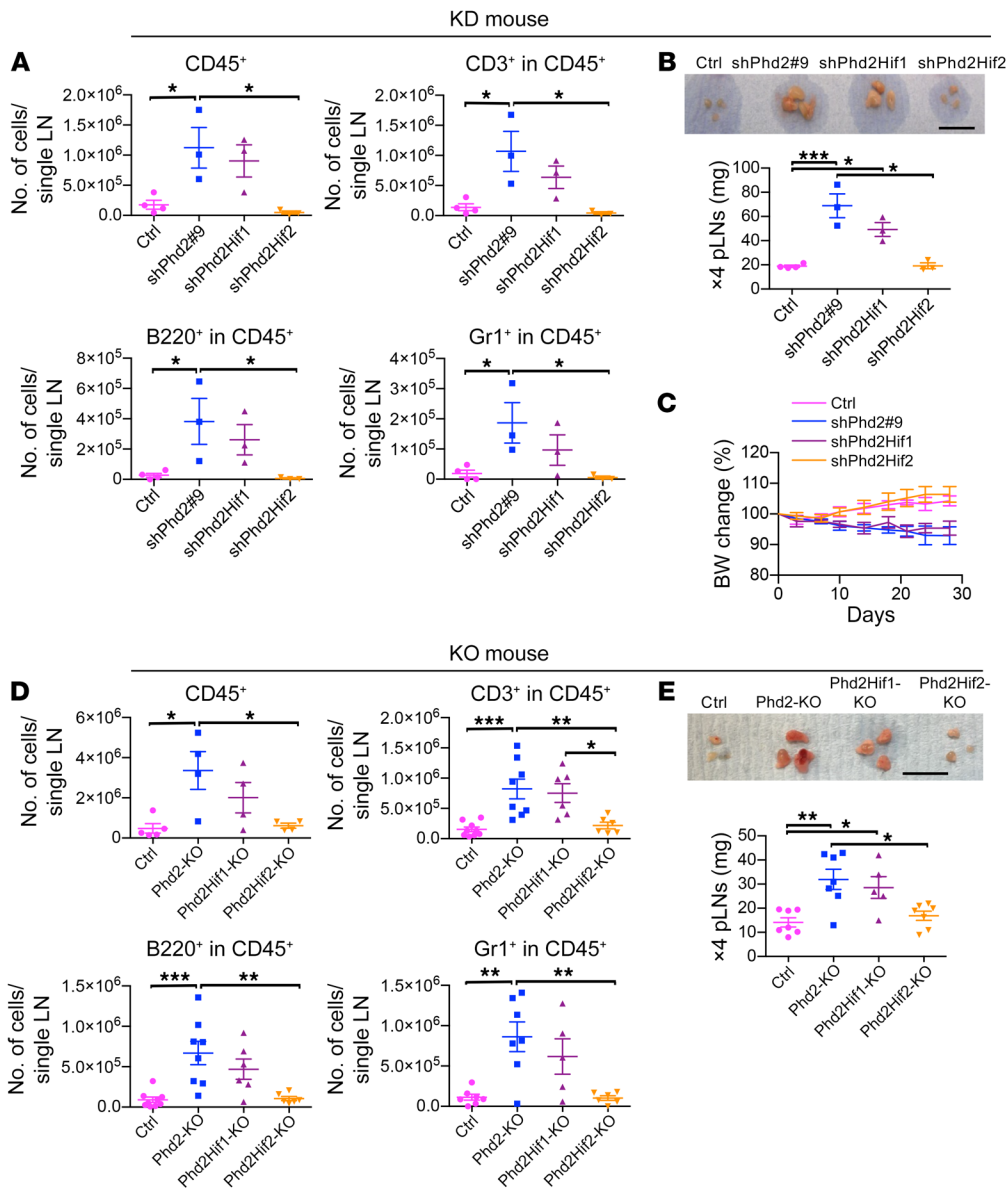 KD mouse
A
CD45⁺
No. of cells/
single LN
2.0×10⁶
1.5×10⁶
1.0×10⁶
5.0×10⁵
0.0
* *
Ctrl
shPhd2#9
shPhd2Hif1
shPhd2Hif2
CD3⁺ in CD45⁺
No. of cells/
single LN
2.0×10⁶
1.5×10⁶
1.0×10⁶
5.0×10⁵
0.0
* *
Ctrl
shPhd2#9
shPhd2Hif1
shPhd2Hif2
B220⁺ in CD45⁺
No. of cells/
single LN
8×10⁵
6×10⁵
4×10⁵
2×10⁵
0
* *
Ctrl
shPhd2#9
shPhd2Hif1
shPhd2Hif2
Gr1⁺ in CD45⁺
No. of cells/
single LN
4×10⁵
3×10⁵
2×10⁵
1×10⁵
0
* *
Ctrl
shPhd2#9
shPhd2Hif1
shPhd2Hif2
B
Ctrl shPhd2#9 shPhd2Hif1 shPhd2Hif2
×4 pLNs (mg)
100
80
60
40
20
0
*** * *
Ctrl
shPhd2#9
shPhd2Hif1
shPhd2Hif2
C
Ctrl
shPhd2#9
shPhd2Hif1
shPhd2Hif2
BW change (%)
120
110
100
90
80
0 10 20 30
Days
KO mouse
D
CD45⁺
No. of cells/
single LN
6×10⁶
4×10⁶
2×10⁶
0
* *
Ctrl
Phd2-KO
Phd2Hif1-KO
Phd2Hif2-KO
CD3⁺ in CD45⁺
No. of cells/
single LN
2.0×10⁶
1.5×10⁶
1.0×10⁶
5.0×10⁵
0.0
*** **
*
Ctrl
Phd2-KO
Phd2Hif1-KO
Phd2Hif2-KO
B220⁺ in CD45⁺
No. of cells/
single LN
1.5×10⁶
1.0×10⁶
5.0×10⁵
0.0
*** **
Ctrl
Phd2-KO
Phd2Hif1-KO
Phd2Hif2-KO
Gr1⁺ in CD45⁺
No. of cells/
single LN
1.5×10⁶
1.0×10⁶
5.0×10⁵
0.0
** **
Ctrl
Phd2-KO
Phd2Hif1-KO
Phd2Hif2-KO
E
Ctrl Phd2-KO Phd2Hif1- Phd2Hif2-
KO KO
×4 pLNs (mg)
50
40
30
20
10
0
** * *
Ctrl
Phd2-KO
Phd2Hif1-KO
Phd2Hif2-KO